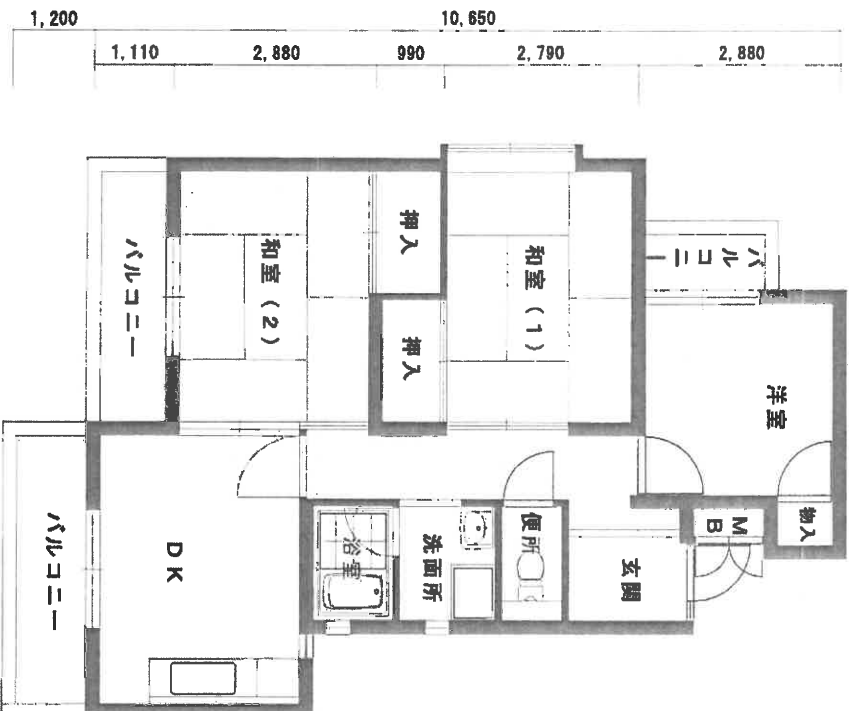 1,200
10,650
1,110
2,880
990
2,790
2,880
バルコニー
和室(2)
押入
押入
和室(1)
バルコニー
洋室
物入
MB
バルコニー
DK
浴室
洗面所
便所
玄関